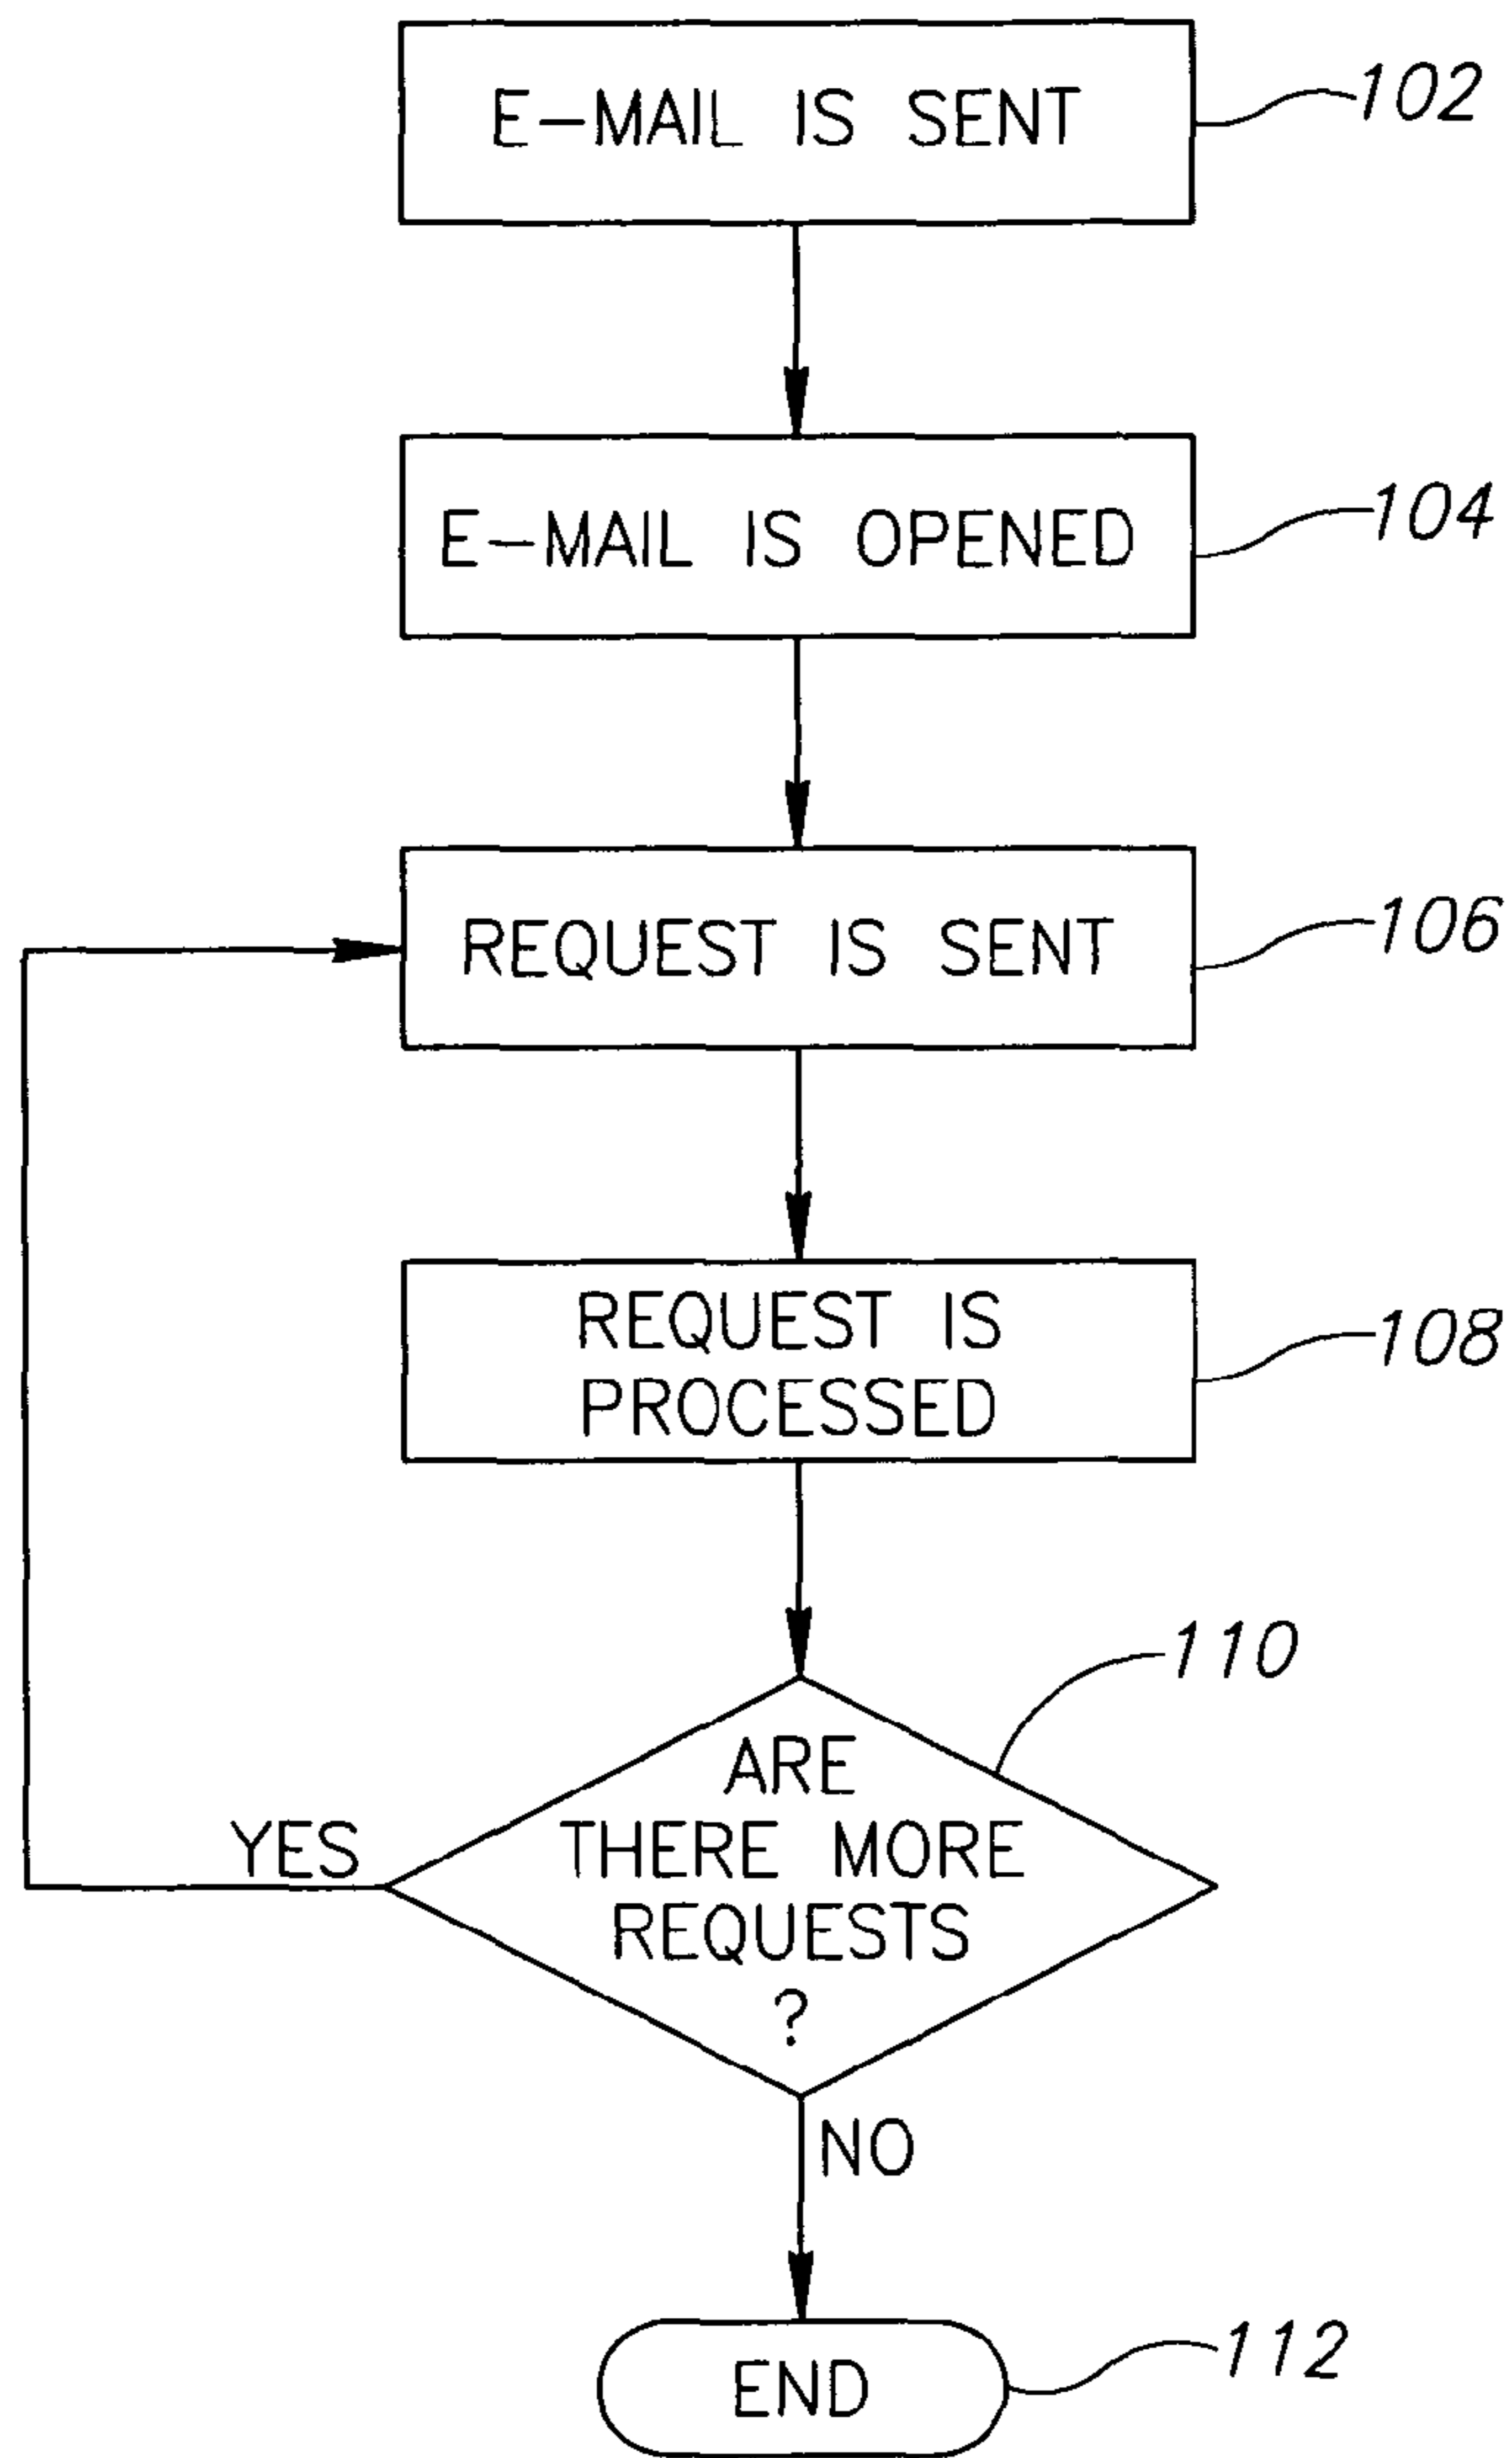 E-MAIL IS SENT
102
E-MAIL IS OPENED
104
REQUEST IS SENT
106
REQUEST IS
PROCESSED
108
110
ARE
THERE MORE
REQUESTS
?
YES
NO
END
112